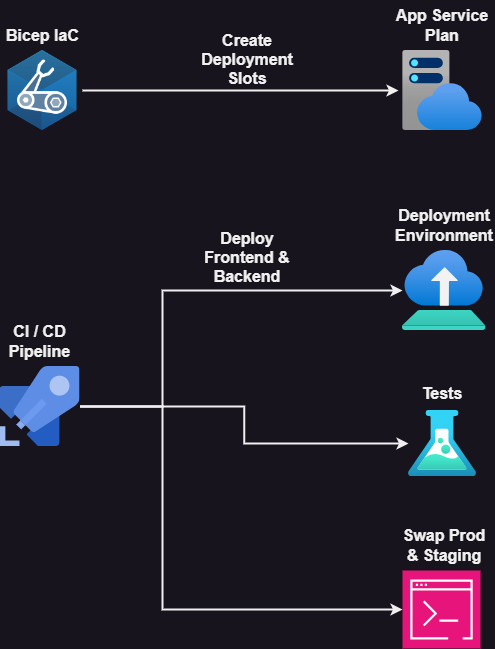 Bicep IaC
Create
Deployment
Slots
App Service
Plan
Deployment
Environment
Deploy
Frontend &
Backend
CI / CD
Pipeline
Tests
Swap Prod
& Staging